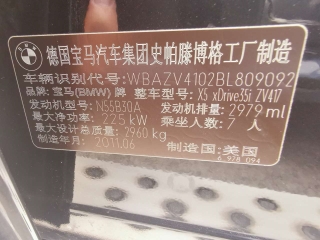 德国宝马汽车集团史帕滕博格工厂制造
车辆识别代号:WBAZV4102BL809092
品牌:宝马(BMW)牌 整车型号:X5 xDrive35i ZV417
发动机型号:N55B30A 发动机排量:2979 ml
最大净功率:225 kW 乘坐人数:7 人
最大设计总质量:2960 kg
制造年月:2011.06 制造国:美国
6 978 094